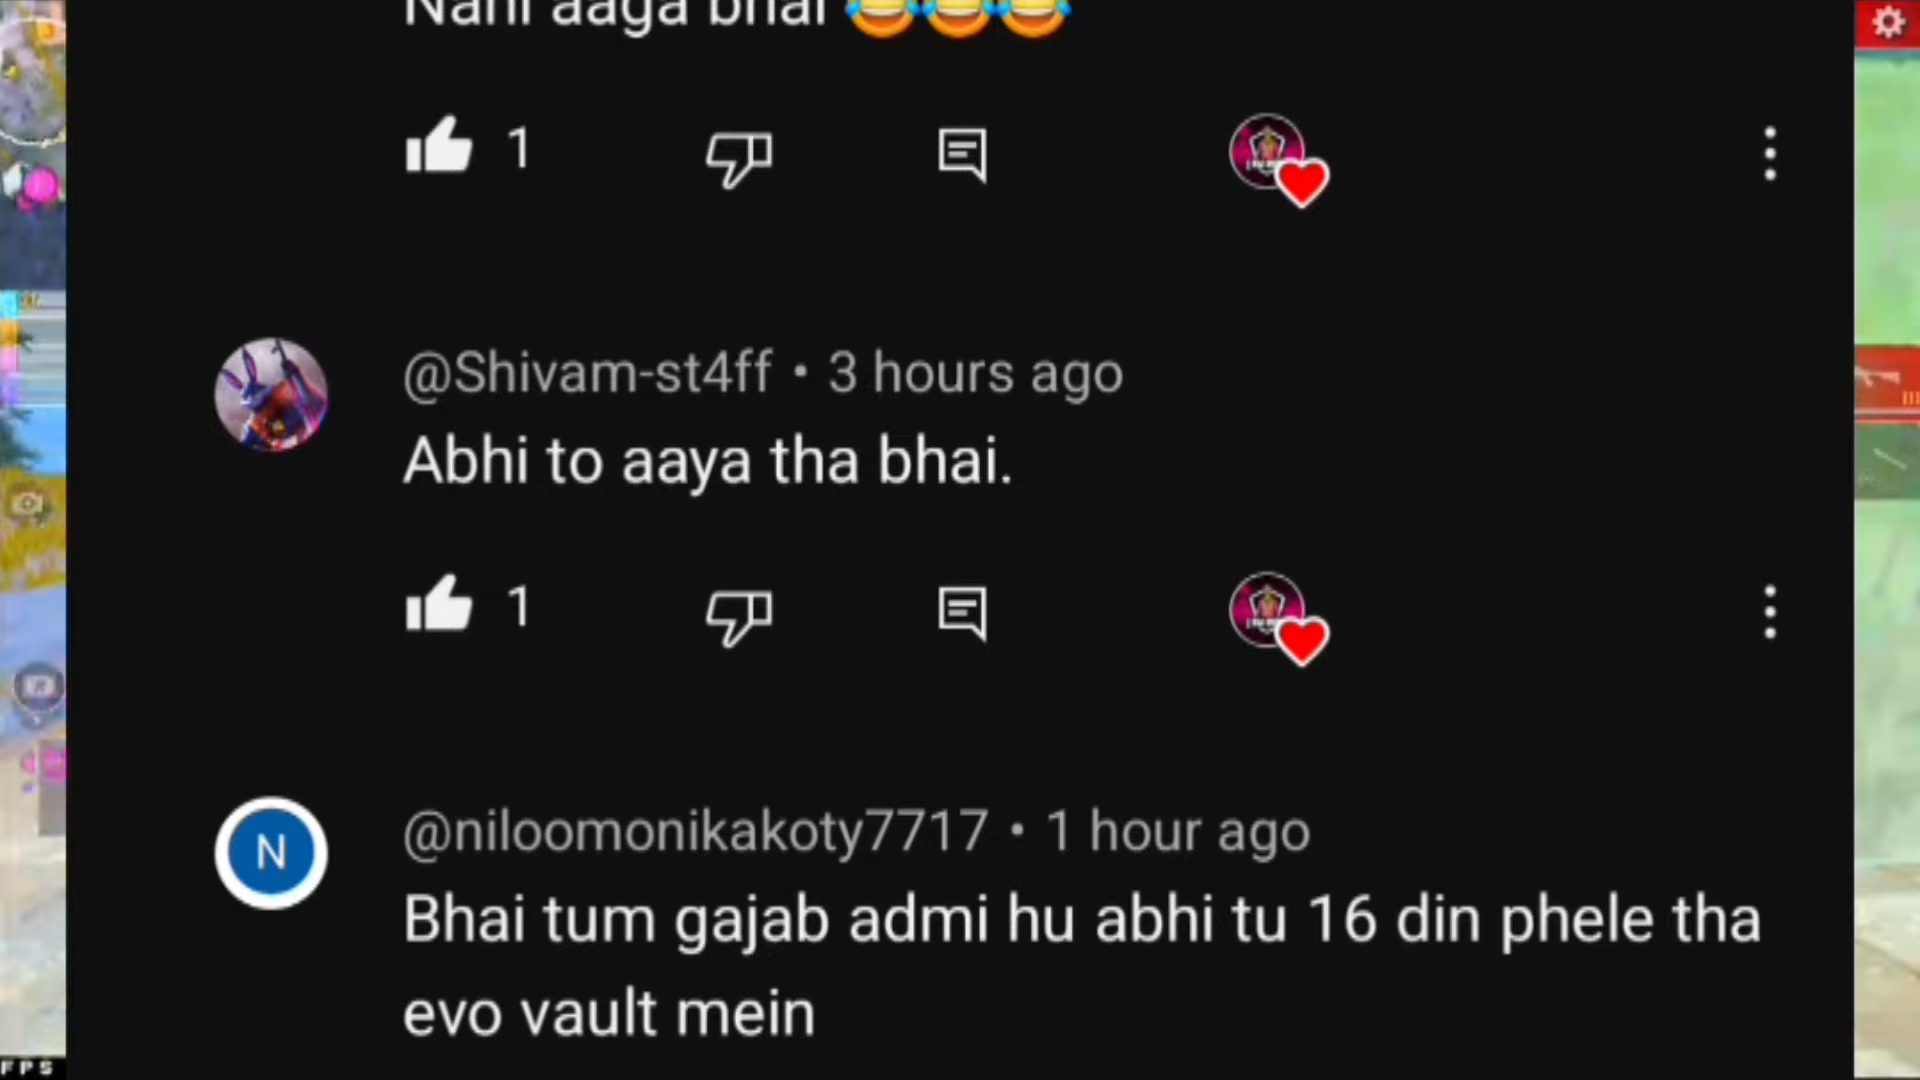 Nahi aaga bhai 😂😂😂
1
@Shivam-st4ff • 3 hours ago
Abhi to aaya tha bhai.
1
@niloomonikakoty7717 • 1 hour ago
Bhai tum gajab admi hu abhi tu 16 din phele tha
evo vault mein
FPS